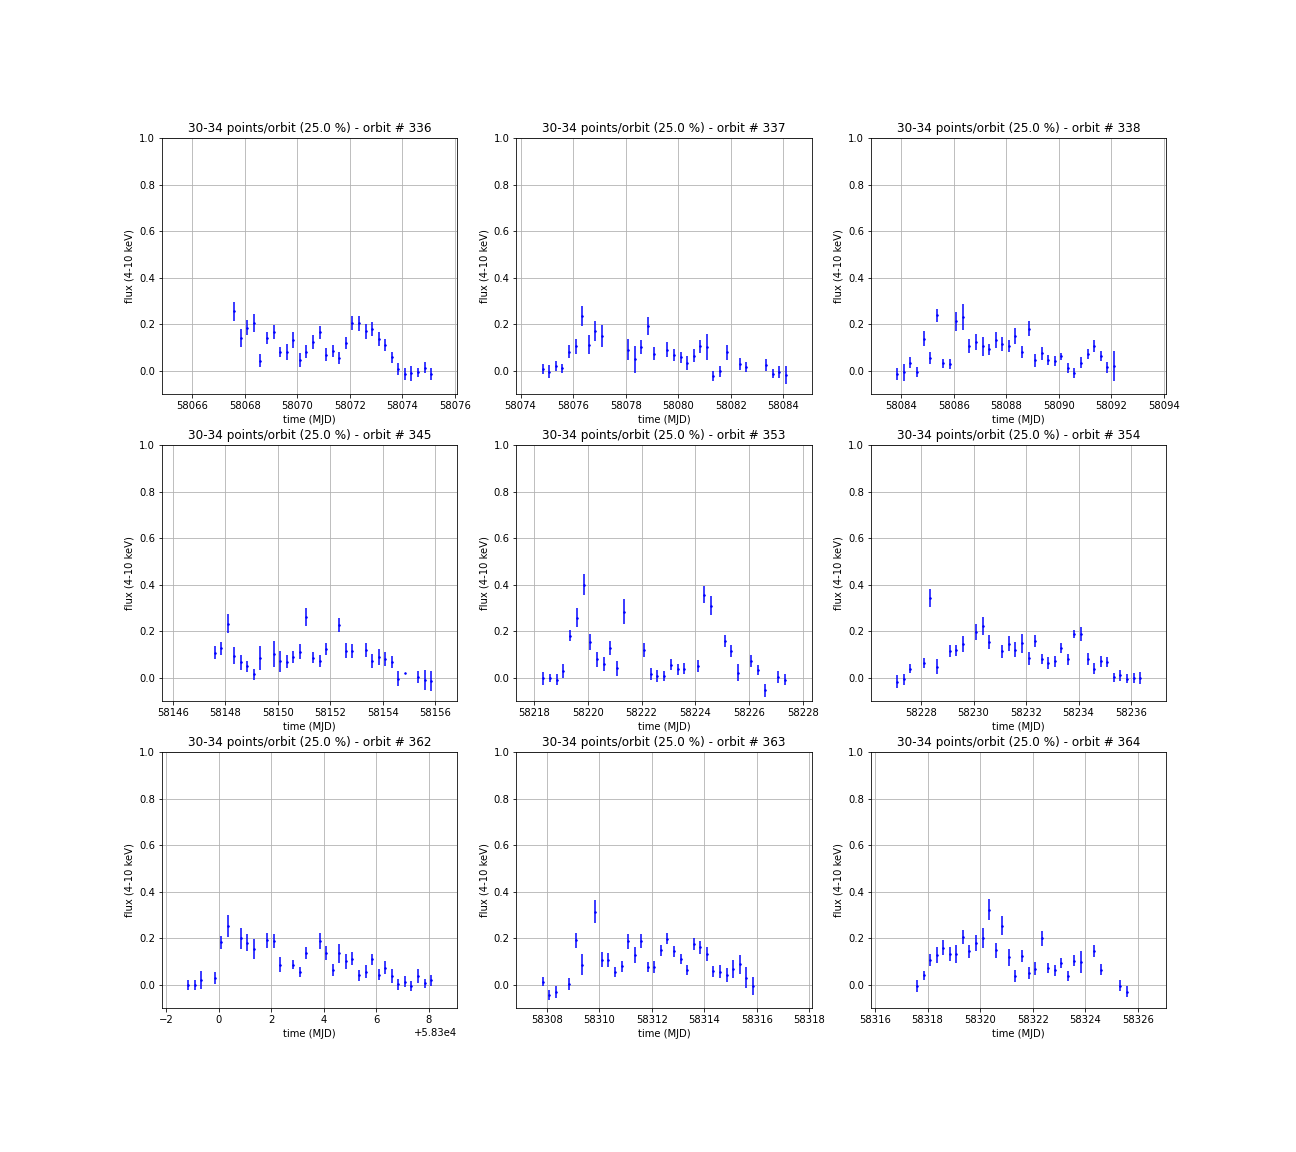 30-34 points/orbit (25.0 %) - orbit # 336
1.0
0.8
0.6
0.4
0.2
0.0
flux (4-10 keV)
58066 58068 58070 58072 58074 58076
time (MJD)
30-34 points/orbit (25.0 %) - orbit # 337
1.0
0.8
0.6
0.4
0.2
0.0
flux (4-10 keV)
58074 58076 58078 58080 58082 58084
time (MJD)
30-34 points/orbit (25.0 %) - orbit # 338
1.0
0.8
0.6
0.4
0.2
0.0
flux (4-10 keV)
58084 58086 58088 58090 58092 58094
time (MJD)
30-34 points/orbit (25.0 %) - orbit # 345
1.0
0.8
0.6
0.4
0.2
0.0
flux (4-10 keV)
58146 58148 58150 58152 58154 58156
time (MJD)
30-34 points/orbit (25.0 %) - orbit # 353
1.0
0.8
0.6
0.4
0.2
0.0
flux (4-10 keV)
58218 58220 58222 58224 58226 58228
time (MJD)
30-34 points/orbit (25.0 %) - orbit # 354
1.0
0.8
0.6
0.4
0.2
0.0
flux (4-10 keV)
58228 58230 58232 58234 58236
time (MJD)
30-34 points/orbit (25.0 %) - orbit # 362
1.0
0.8
0.6
0.4
0.2
0.0
flux (4-10 keV)
−2 0 2 4 6 8
time (MJD)
+5.83e4
30-34 points/orbit (25.0 %) - orbit # 363
1.0
0.8
0.6
0.4
0.2
0.0
flux (4-10 keV)
58308 58310 58312 58314 58316 58318
time (MJD)
30-34 points/orbit (25.0 %) - orbit # 364
1.0
0.8
0.6
0.4
0.2
0.0
flux (4-10 keV)
58316 58318 58320 58322 58324 58326
time (MJD)